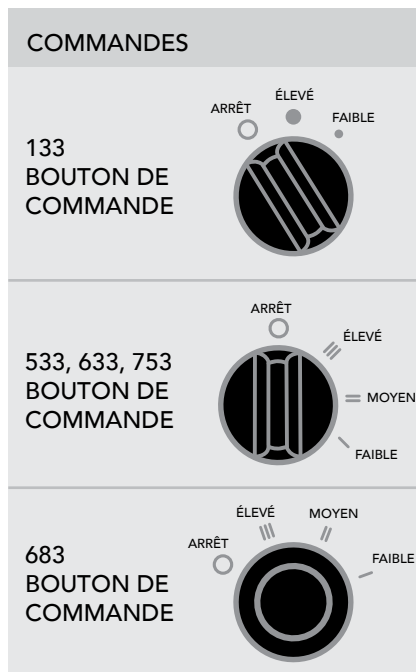 COMMANDES
133
BOUTON DE
COMMANDE
ARRÊT
ÉLEVÉ
FAIBLE
533, 633, 753
BOUTON DE
COMMANDE
ARRÊT
ÉLEVÉ
MOYEN
FAIBLE
683
BOUTON DE
COMMANDE
ARRÊT
ÉLEVÉ
MOYEN
FAIBLE